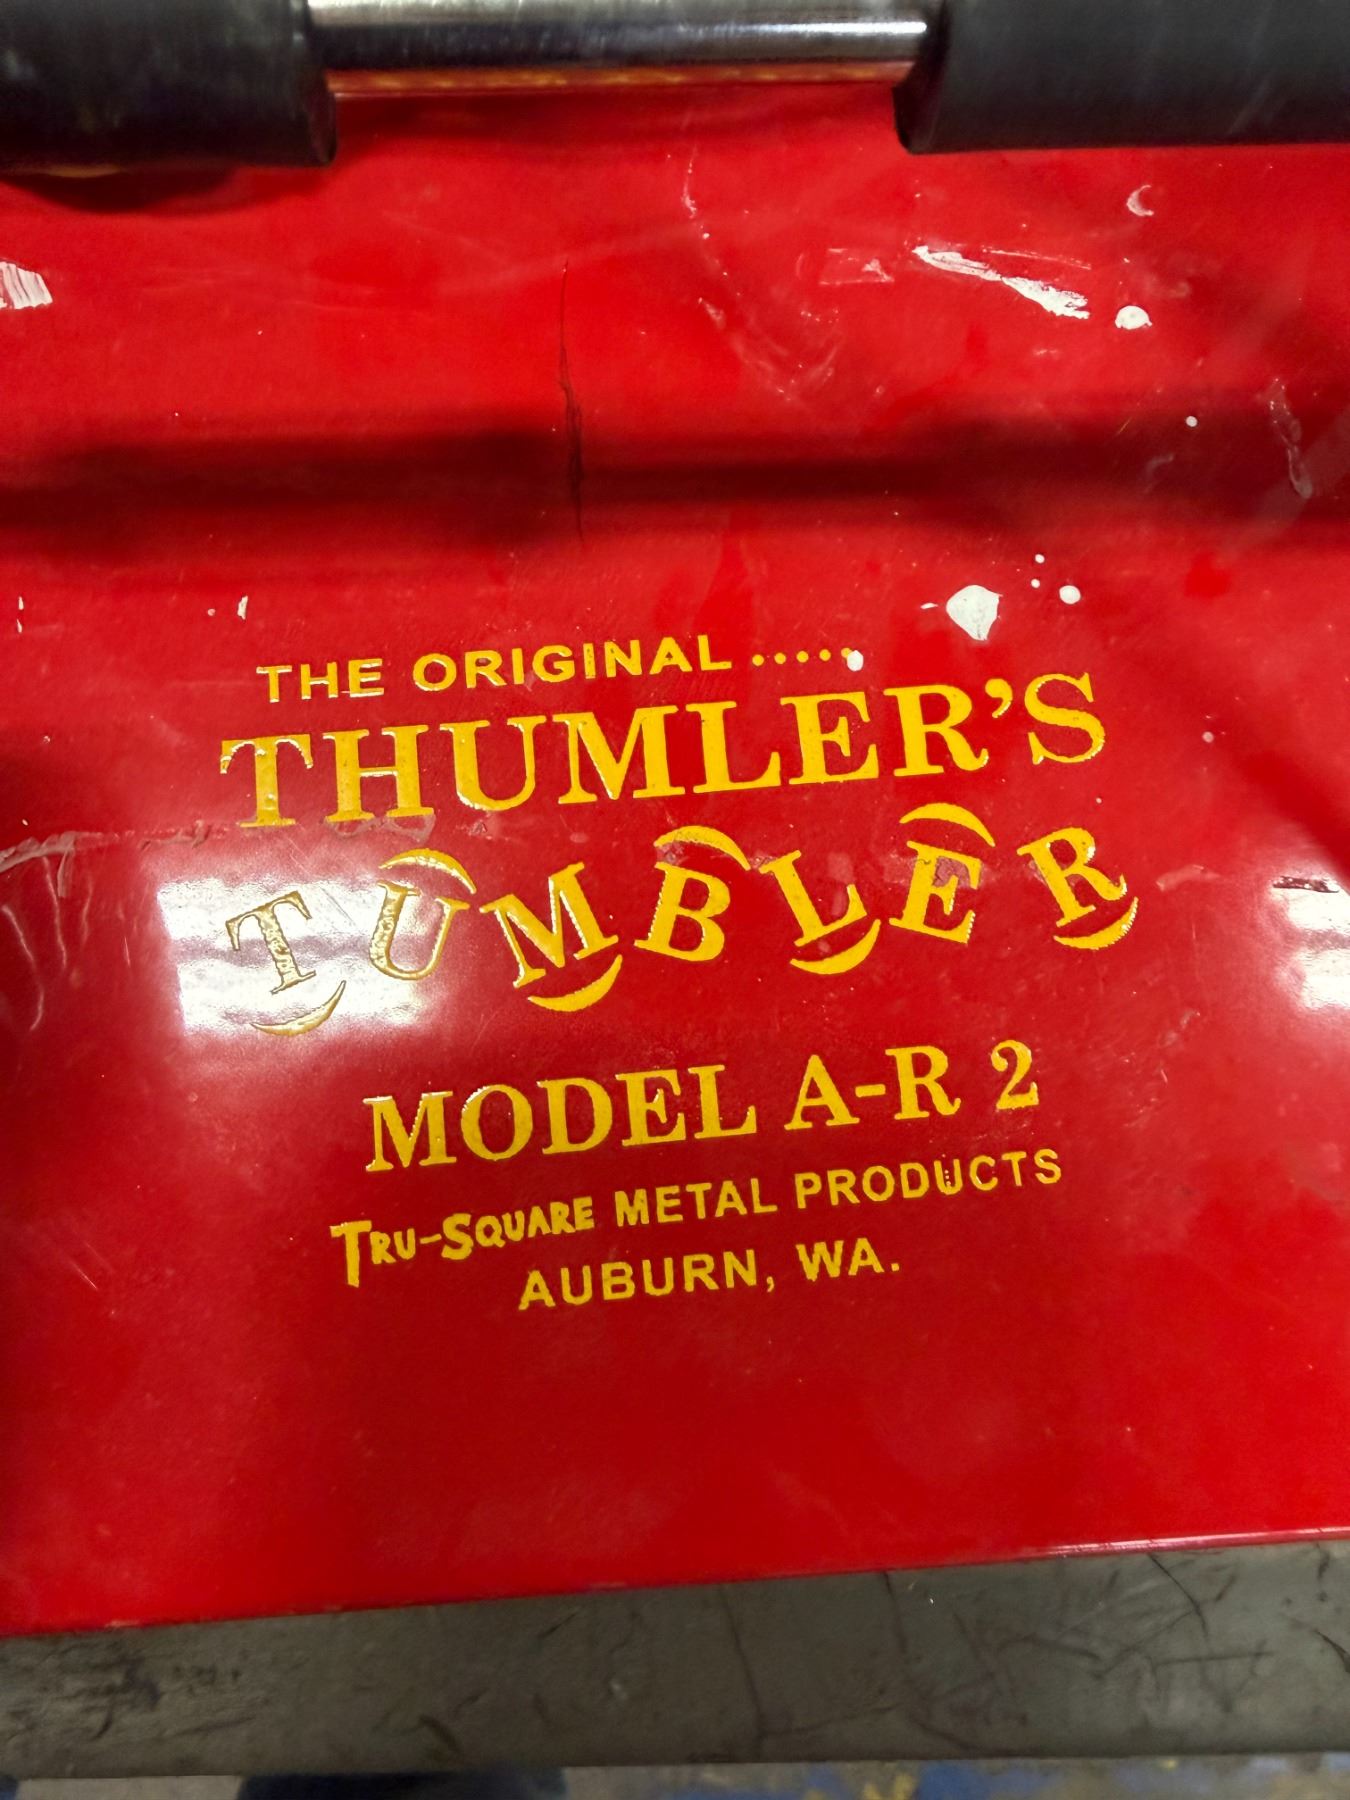 THE ORIGINAL .....
THUMLER'S
TUMBLER
MODEL A-R 2
TRU-SQUARE METAL PRODUCTS
AUBURN, WA.